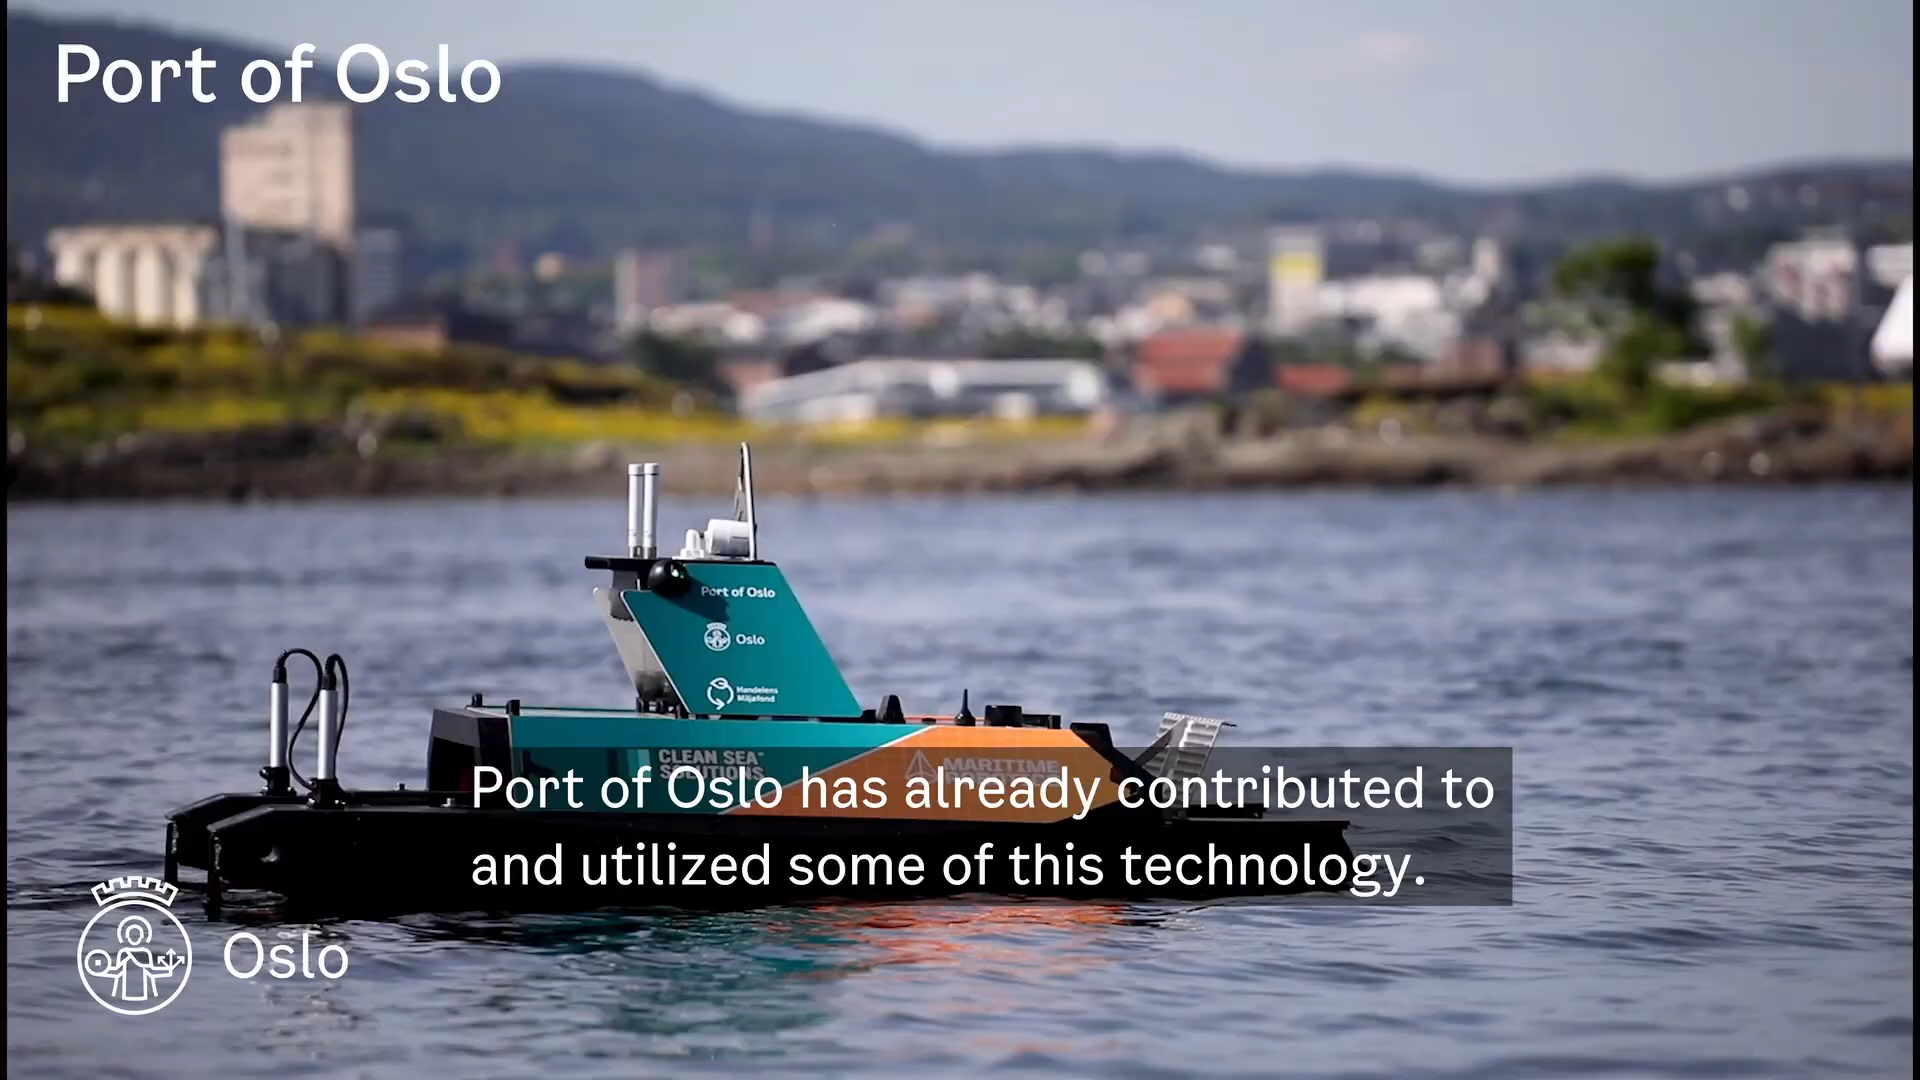 Port of Oslo
Port of Oslo
Oslo
Handelens
Miljøfond
CLEAN SEA
SOLUTIONS
MARITIME
Port of Oslo has already contributed to
and utilized some of this technology.
Oslo